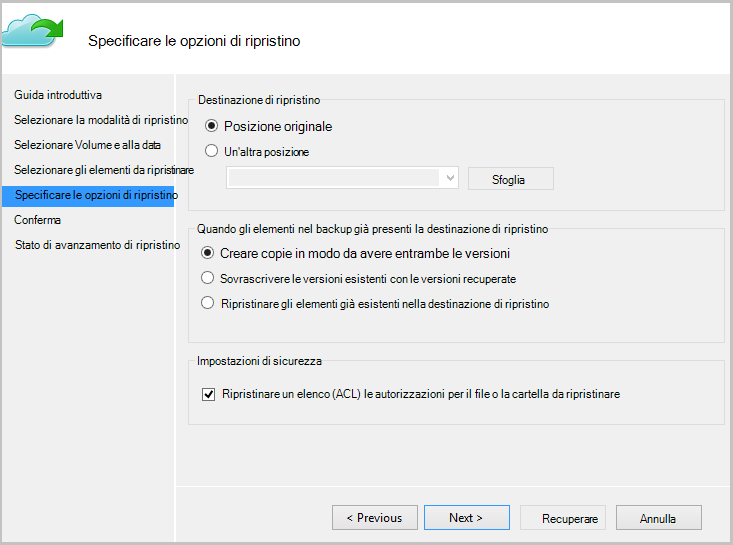 Specificare le opzioni di ripristino
Guida introduttiva
Selezionare la modalità di ripristino
Selezionare Volume e alla data
Selezionare gli elementi da ripristinare
Specificare le opzioni di ripristino
Conferma
Stato di avanzamento di ripristino
Destinazione di ripristino
Posizione originale
Un'altra posizione
Sfoglia
Quando gli elementi nel backup già presenti la destinazione di ripristino
Creare copie in modo da avere entrambe le versioni
Sovrascrivere le versioni esistenti con le versioni recuperate
Ripristinare gli elementi già esistenti nella destinazione di ripristino
Impostazioni di sicurezza
Ripristinare un elenco (ACL) le autorizzazioni per il file o la cartella da ripristinare
< Previous
Next >
Recuperare
Annulla